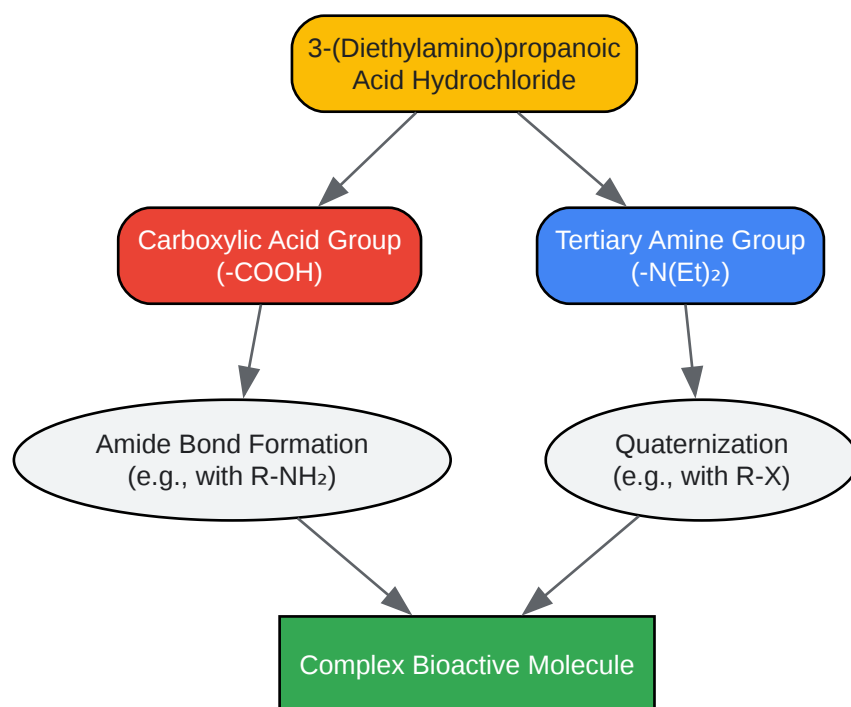 3-(Diethylamino)propanoic
Acid Hydrochloride
Carboxylic Acid Group
(-COOH)
Tertiary Amine Group
(-N(Et)₂)
Amide Bond Formation
(e.g., with R-NH₂)
Quaternization
(e.g., with R-X)
Complex Bioactive Molecule